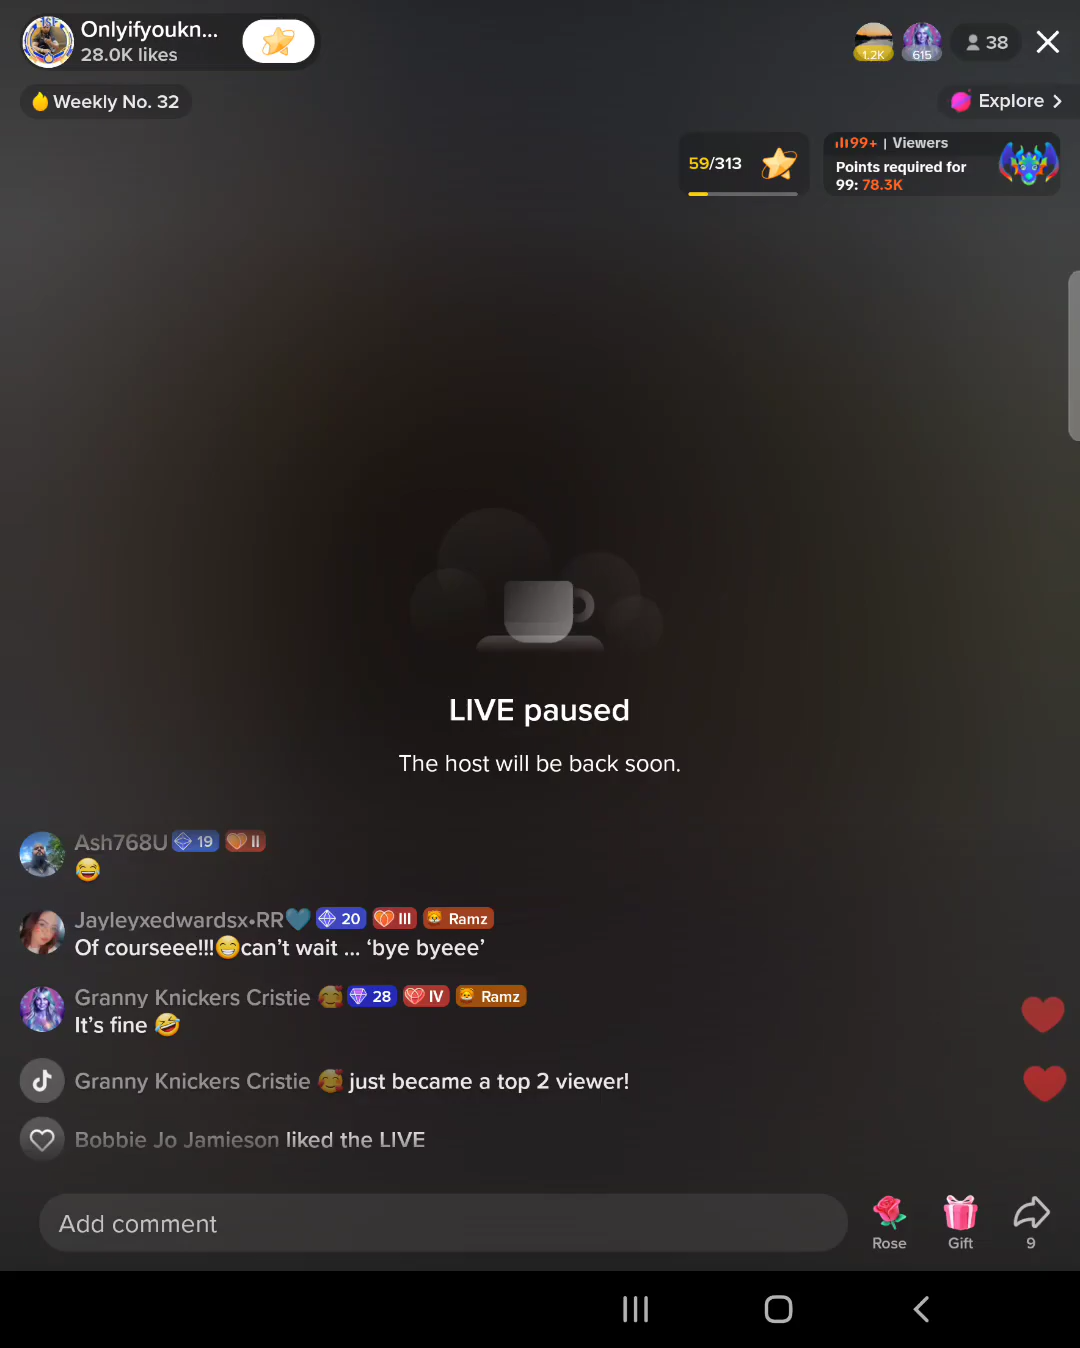 Onlyifyoukn...
28.0K likes
1.2K
615
38
Weekly No. 32
Explore
59/313
99+ | Viewers
Points required for
99: 78.3K
LIVE paused
The host will be back soon.
Ash768U 19 II
😂
Jayleyxedwardsx•RR💙 20 III Ramz
Of courseee!!!😁can't wait ... ‘bye byeee’
Granny Knickers Cristie 🥰 28 IV Ramz
It's fine 🤣
Granny Knickers Cristie 🥰 just became a top 2 viewer!
Bobbie Jo Jamieson liked the LIVE
Add comment
Rose
Gift
9